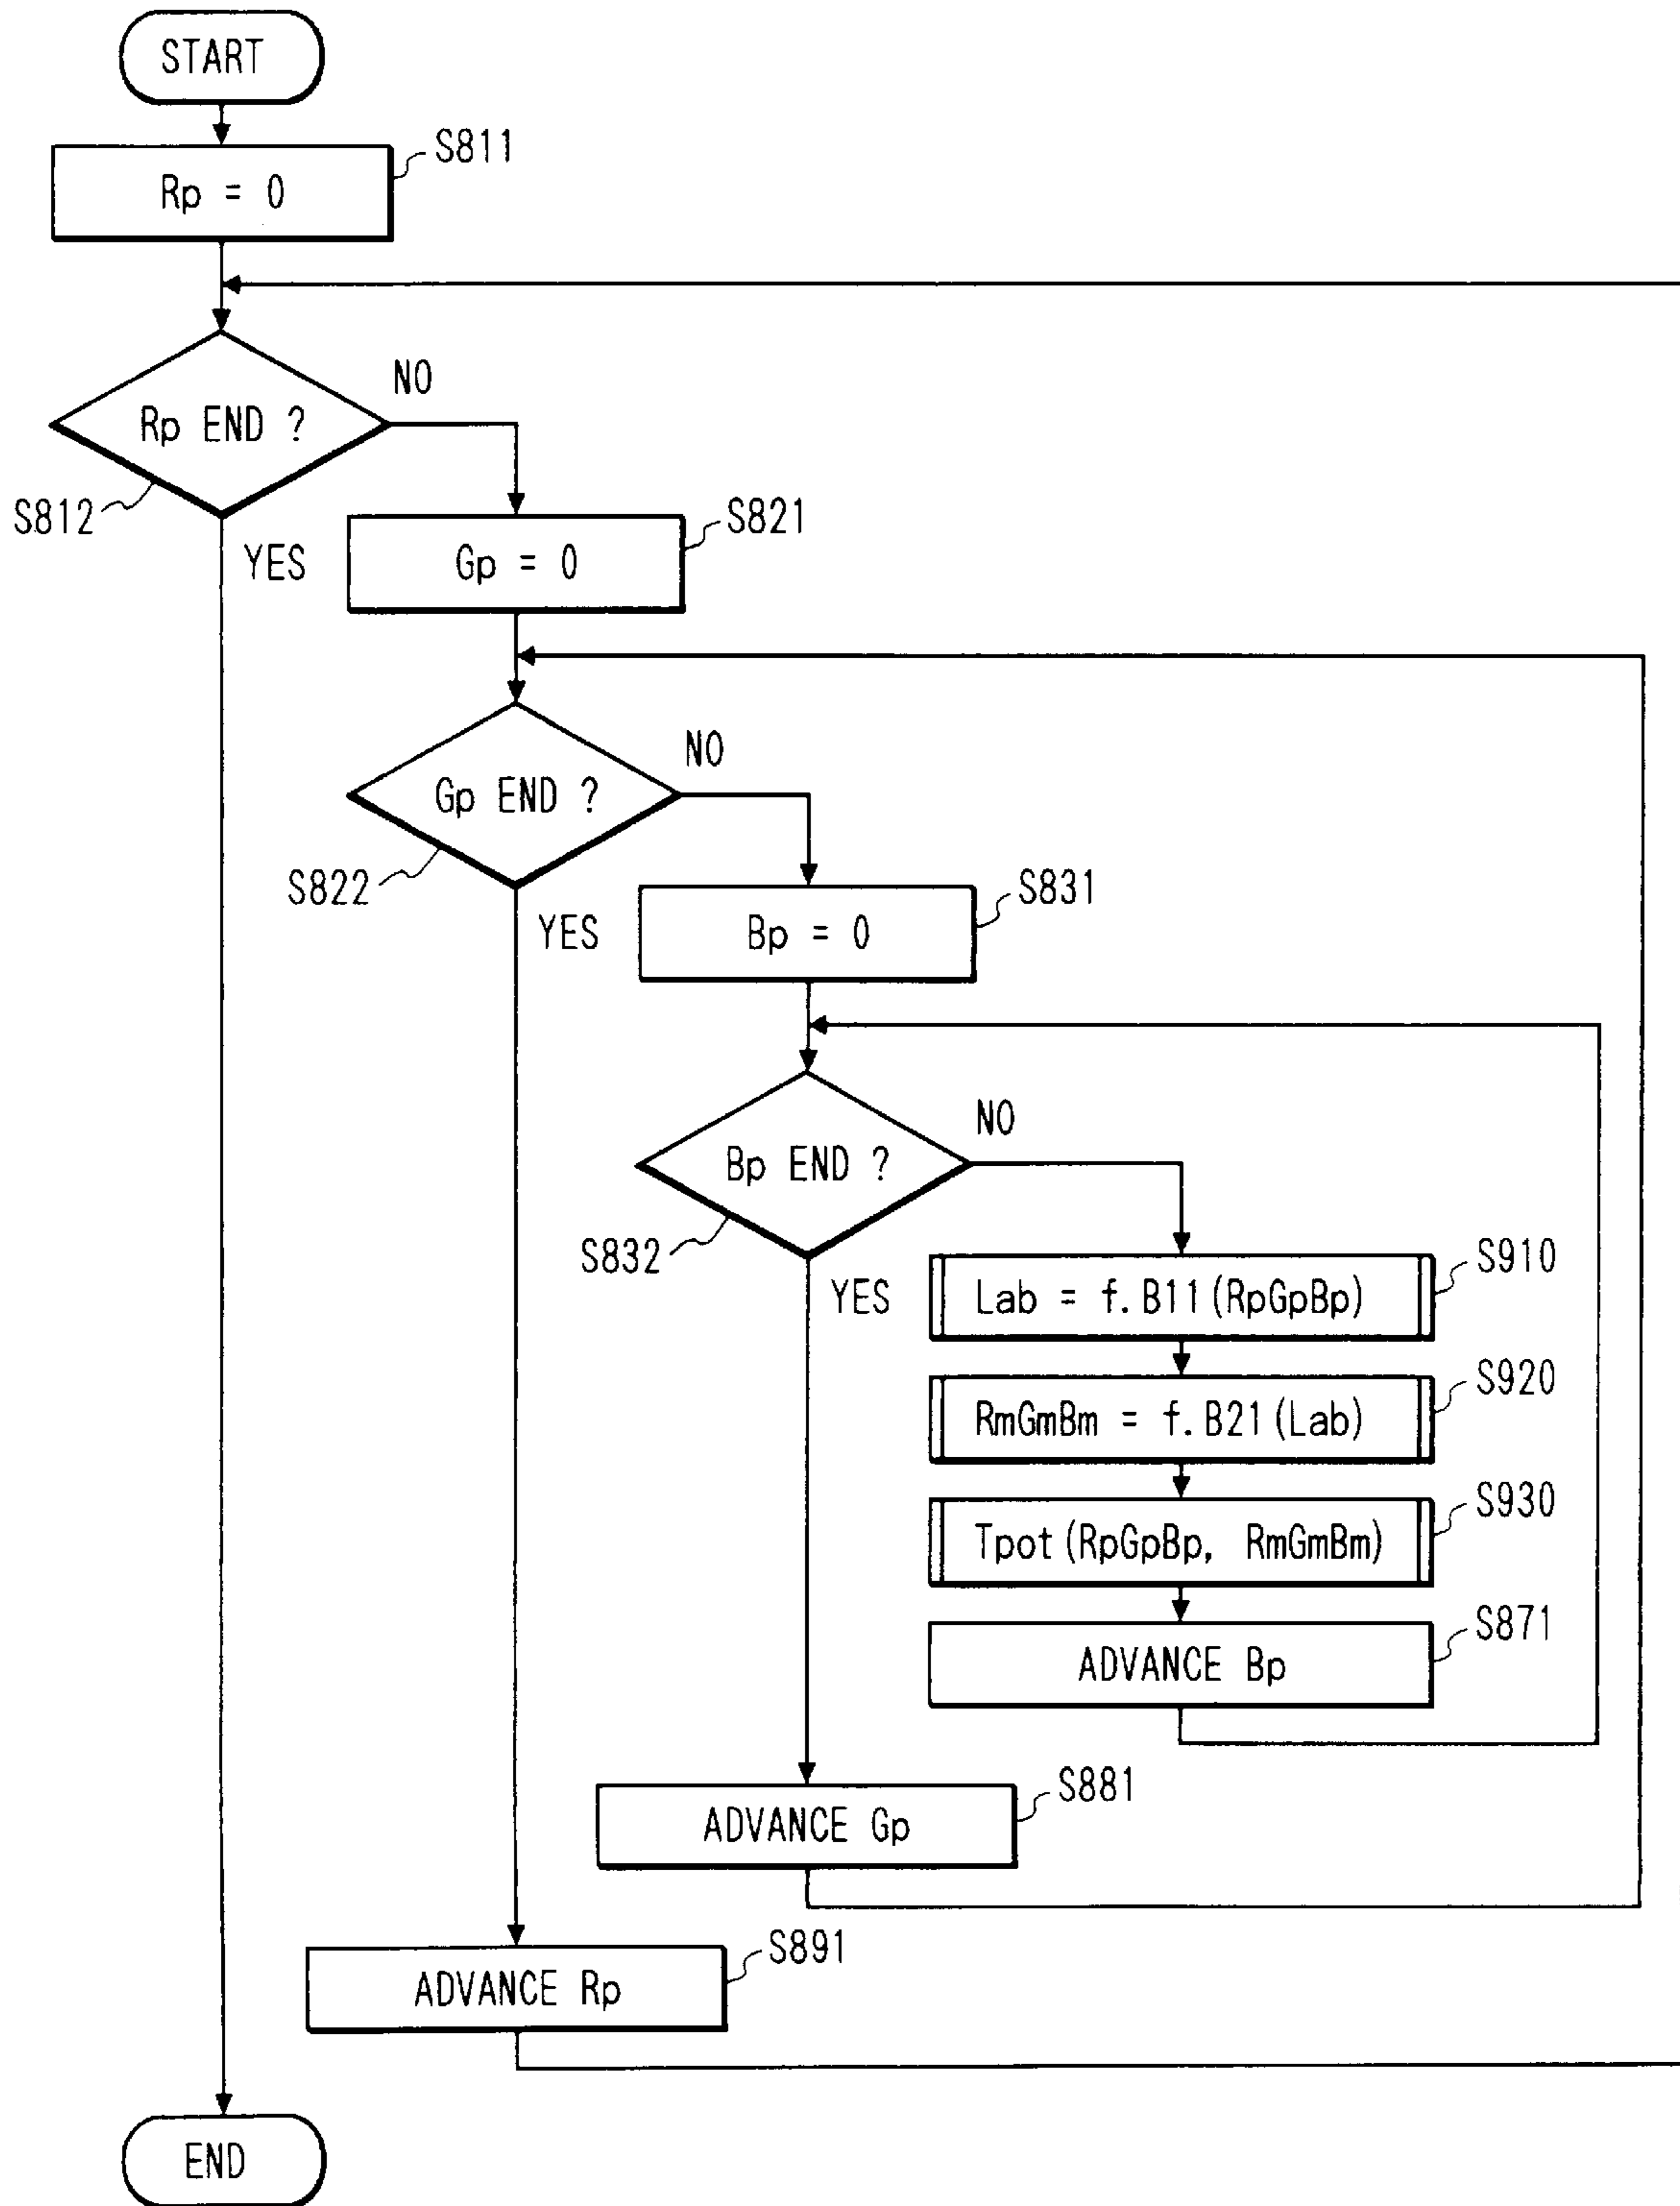 START
S811
Rp = 0
NO
Rp END ?
S812
YES
S821
Gp = 0
NO
Gp END ?
S822
YES
S831
Bp = 0
NO
Bp END ?
S832
YES
S910
Lab = f.B11(RpGpBp)
S920
RmGmBm = f.B21(Lab)
S930
Tpot(RpGpBp, RmGmBm)
S871
ADVANCE Bp
S881
ADVANCE Gp
S891
ADVANCE Rp
END